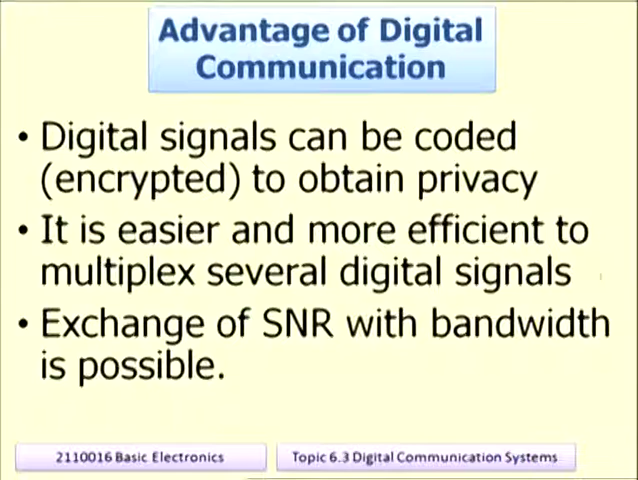 Advantage of Digital
Communication
• Digital signals can be coded
(encrypted) to obtain privacy
• It is easier and more efficient to
multiplex several digital signals
• Exchange of SNR with bandwidth
is possible.
2110016 Basic Electronics
Topic 6.3 Digital Communication Systems